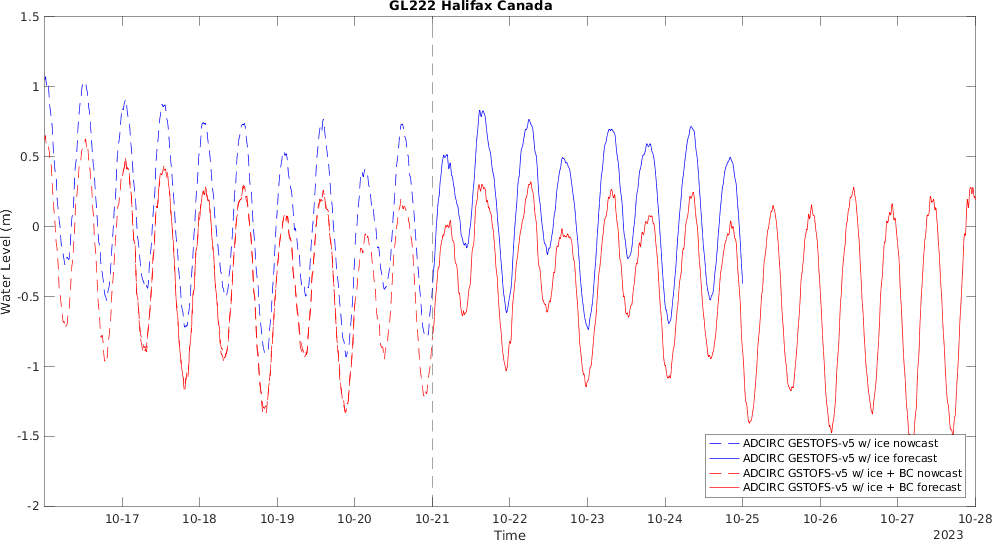 GL222 Halifax Canada
1.5
1
0.5
0
-0.5
-1
-1.5
-2
Water Level (m)
10-17 10-18 10-19 10-20 10-21 10-22 10-23 10-24 10-25 10-26 10-27 10-28
Time
2023
ADCIRC GESTOFS-v5 w/ ice nowcast
ADCIRC GESTOFS-v5 w/ ice forecast
ADCIRC GSTOFS-v5 w/ ice + BC nowcast
ADCIRC GSTOFS-v5 w/ ice + BC forecast